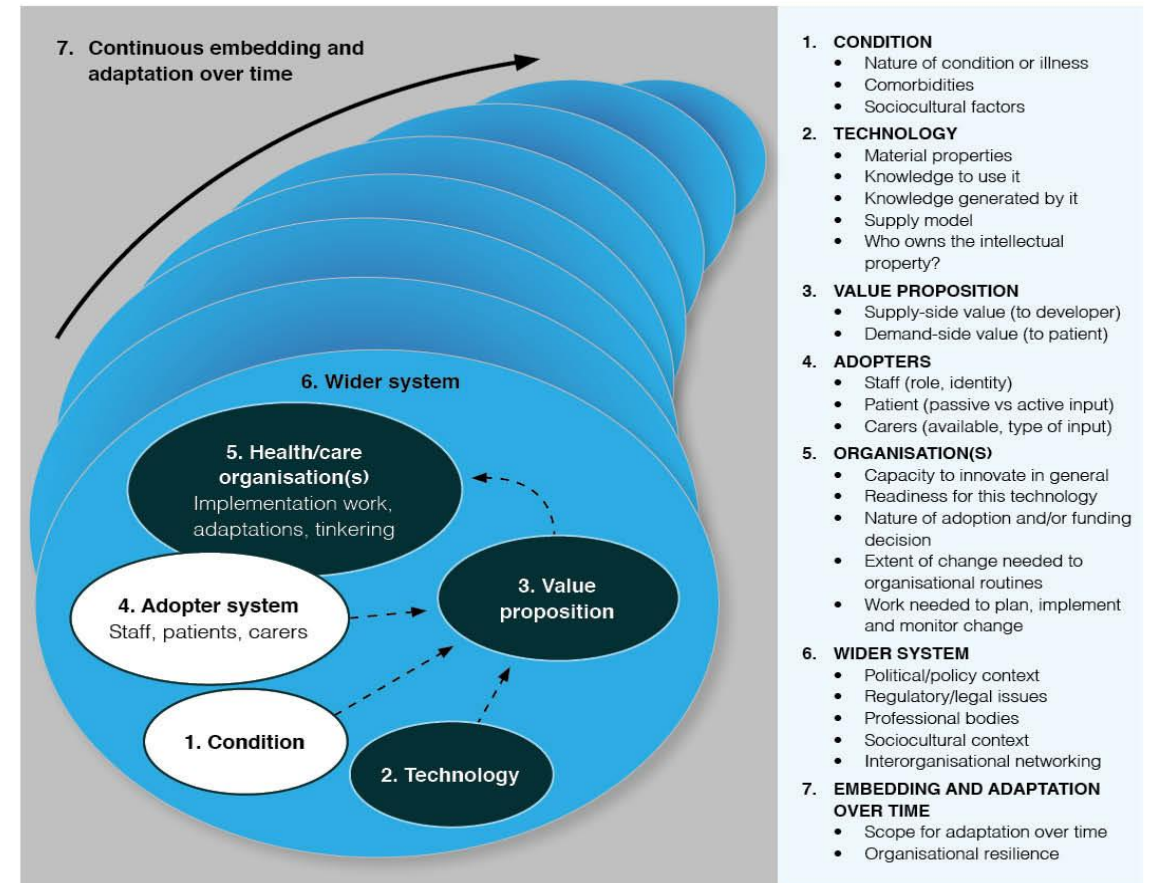 7. Continuous embedding and
adaptation over time
6. Wider system
5. Health/care
organisation(s)
Implementation work,
adaptations, tinkering
4. Adopter system
Staff, patients, carers
3. Value
proposition
1. Condition
2. Technology
1. CONDITION
• Nature of condition or illness
• Comorbidities
• Sociocultural factors
2. TECHNOLOGY
• Material properties
• Knowledge to use it
• Knowledge generated by it
• Supply model
• Who owns the intellectual
property?
3. VALUE PROPOSITION
• Supply-side value (to developer)
• Demand-side value (to patient)
4. ADOPTERS
• Staff (role, identity)
• Patient (passive vs active input)
• Carers (available, type of input)
5. ORGANISATION(S)
• Capacity to innovate in general
• Readiness for this technology
• Nature of adoption and/or funding
decision
• Extent of change needed to
organisational routines
• Work needed to plan, implement
and monitor change
6. WIDER SYSTEM
• Political/policy context
• Regulatory/legal issues
• Professional bodies
• Sociocultural context
• Interorganisational networking
7. EMBEDDING AND ADAPTATION
OVER TIME
• Scope for adaptation over time
• Organisational resilience